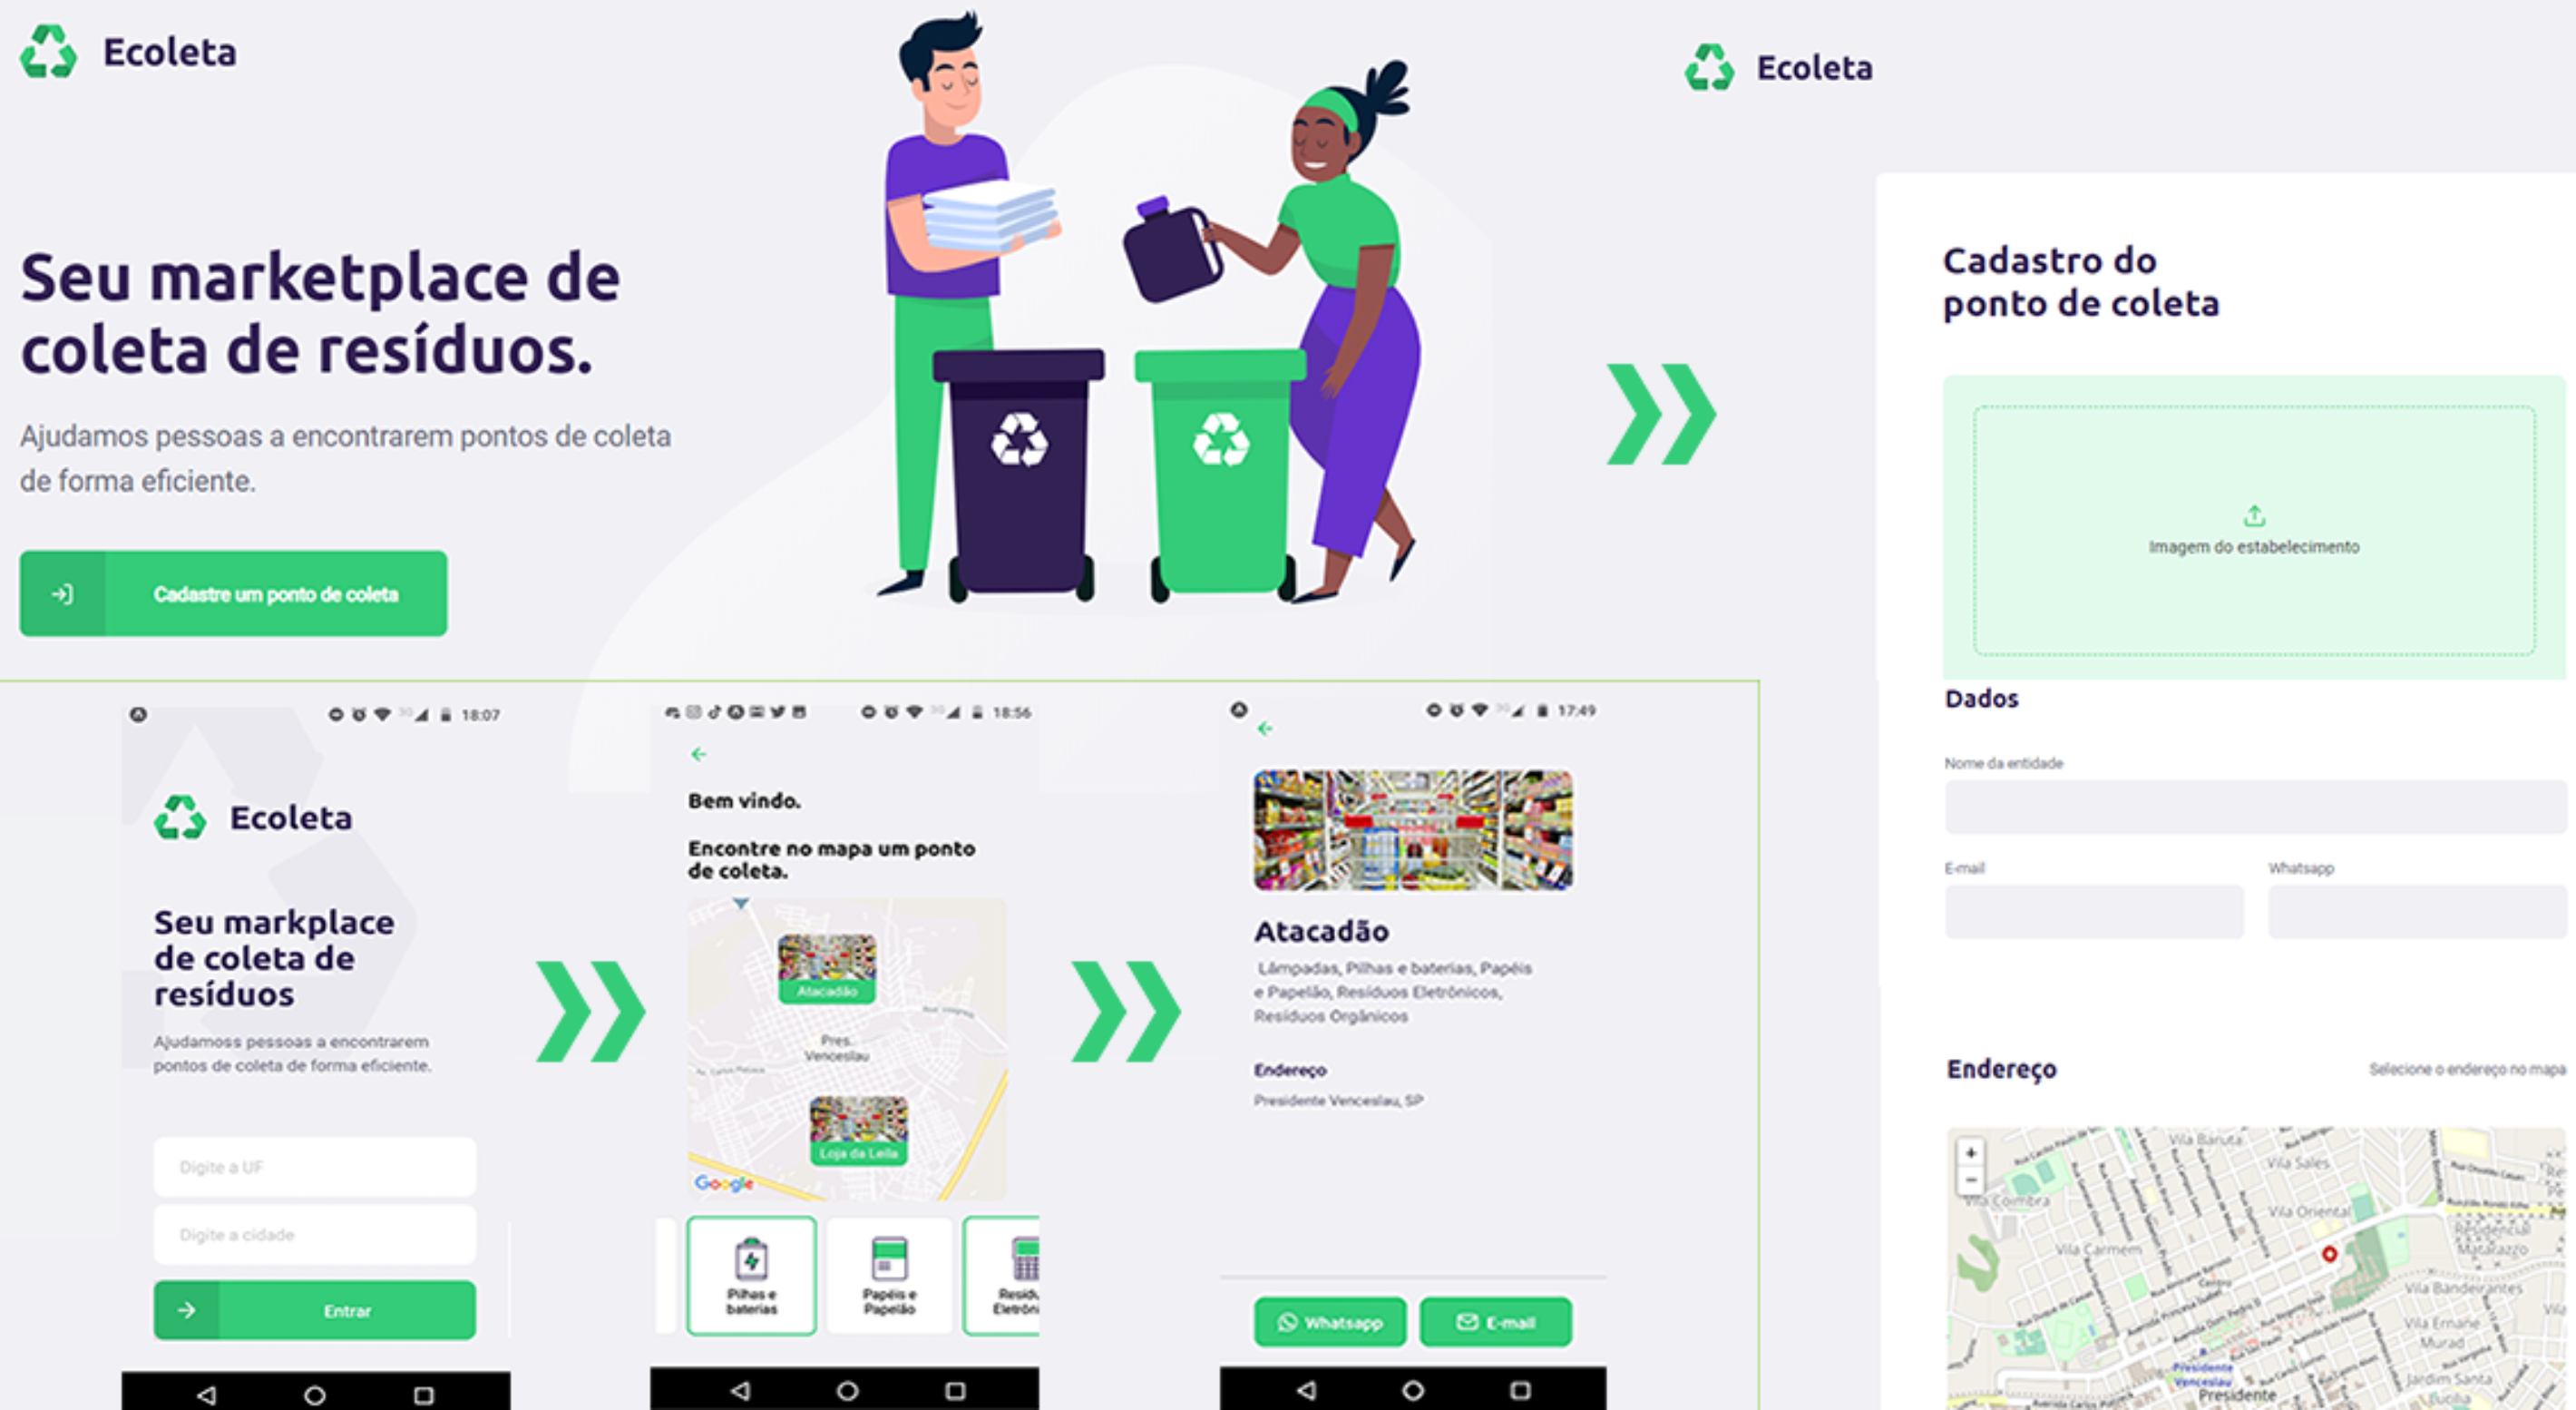 Ecoleta
Seu marketplace de
coleta de resíduos.
Ajudamos pessoas a encontrarem pontos de coleta
de forma eficiente.
Cadastre um ponto de coleta
Ecoleta
Cadastro do
ponto de coleta
Imagem do estabelecimento
Dados
Nome da entidade
E-mail
Whatsapp
Endereço
Selecione o endereço no mapa
+
−
Vila Baruta
Vila Sales
Vila Coimbra
Vila Oriental
Residencial
Matarazzo
Vila Carmem
Centro
Vila Bandeirantes
Vila Ernane
Murad
Presidente
Venceslau
Presidente
Jardim Santa
18:07
Ecoleta
Seu markplace
de coleta de
resíduos
Ajudamoss pessoas a encontrarem
pontos de coleta de forma eficiente.
Digite a UF
Digite a cidade
Entrar
18:56
Bem vindo.
Encontre no mapa um ponto
de coleta.
Atacadão
Pres.
Venceslau
Loja da Leila
Google
Pilhas e
baterias
Papéis e
Papelão
Resídu
Eletrôni
17:49
Atacadão
Lâmpadas, Pilhas e baterias, Papéis
e Papelão, Resíduos Eletrônicos,
Resíduos Orgânicos
Endereço
Presidente Venceslau, SP
Whatsapp
E-mail